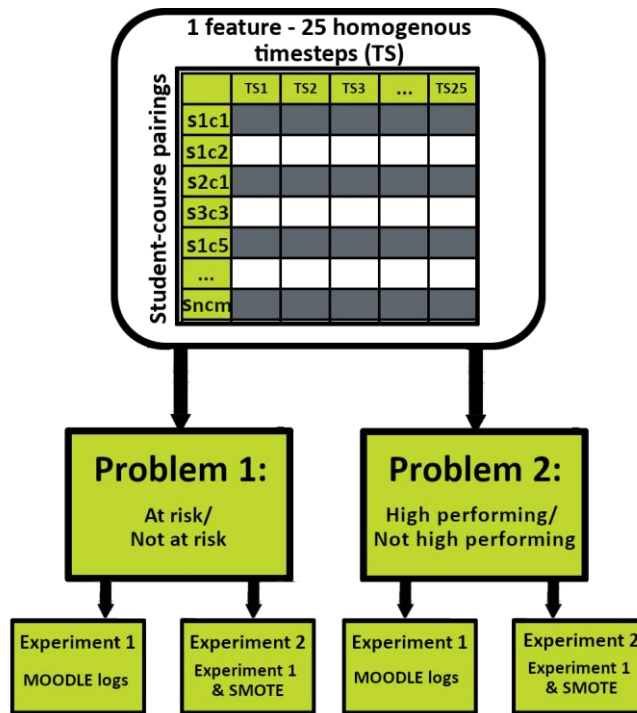 1 feature - 25 homogenous
timesteps (TS)
Student-course pairings
TS1 TS2 TS3 ... TS25
s1c1
s1c2
s2c1
s3c3
s1c5
...
sncm
Problem 1:
At risk/
Not at risk
Problem 2:
High performing/
Not high performing
Experiment 1
MOODLE logs
Experiment 2
Experiment 1
& SMOTE
Experiment 1
MOODLE logs
Experiment 2
Experiment 1
& SMOTE